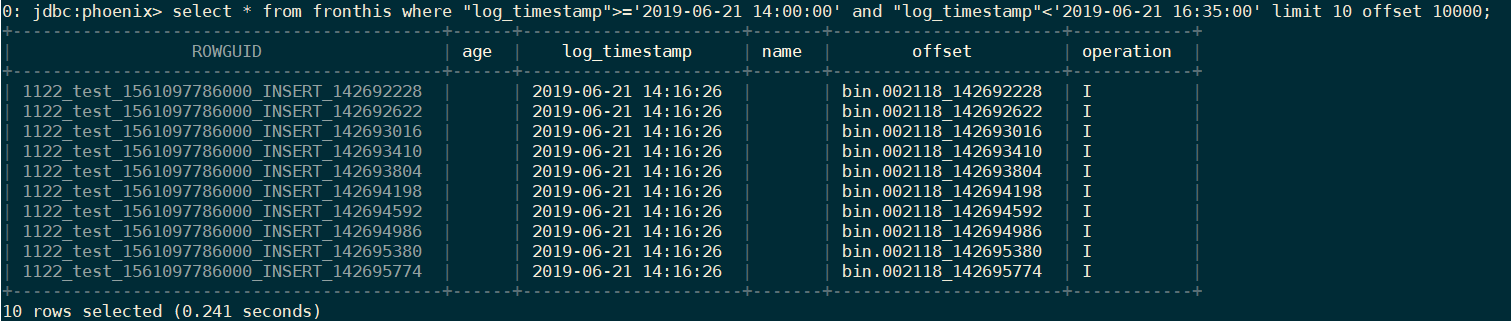 0: jdbc:phoenix> select * from fronthis where "log_timestamp">='2019-06-21 14:00:00' and "log_timestamp"<'2019-06-21 16:35:00' limit 10 offset 10000;
+------------------------------------------+------+----------------------+-------+-----------------------+------------+
| ROWGUID | age | log_timestamp | name | offset | operation |
+------------------------------------------+------+----------------------+-------+-----------------------+------------+
| 1122_test_1561097786000_INSERT_142692228 | | 2019-06-21 14:16:26 | | bin.002118_142692228 | I |
| 1122_test_1561097786000_INSERT_142692622 | | 2019-06-21 14:16:26 | | bin.002118_142692622 | I |
| 1122_test_1561097786000_INSERT_142693016 | | 2019-06-21 14:16:26 | | bin.002118_142693016 | I |
| 1122_test_1561097786000_INSERT_142693410 | | 2019-06-21 14:16:26 | | bin.002118_142693410 | I |
| 1122_test_1561097786000_INSERT_142693804 | | 2019-06-21 14:16:26 | | bin.002118_142693804 | I |
| 1122_test_1561097786000_INSERT_142694198 | | 2019-06-21 14:16:26 | | bin.002118_142694198 | I |
| 1122_test_1561097786000_INSERT_142694592 | | 2019-06-21 14:16:26 | | bin.002118_142694592 | I |
| 1122_test_1561097786000_INSERT_142694986 | | 2019-06-21 14:16:26 | | bin.002118_142694986 | I |
| 1122_test_1561097786000_INSERT_142695380 | | 2019-06-21 14:16:26 | | bin.002118_142695380 | I |
| 1122_test_1561097786000_INSERT_142695774 | | 2019-06-21 14:16:26 | | bin.002118_142695774 | I |
+------------------------------------------+------+----------------------+-------+-----------------------+------------+
10 rows selected (0.241 seconds)